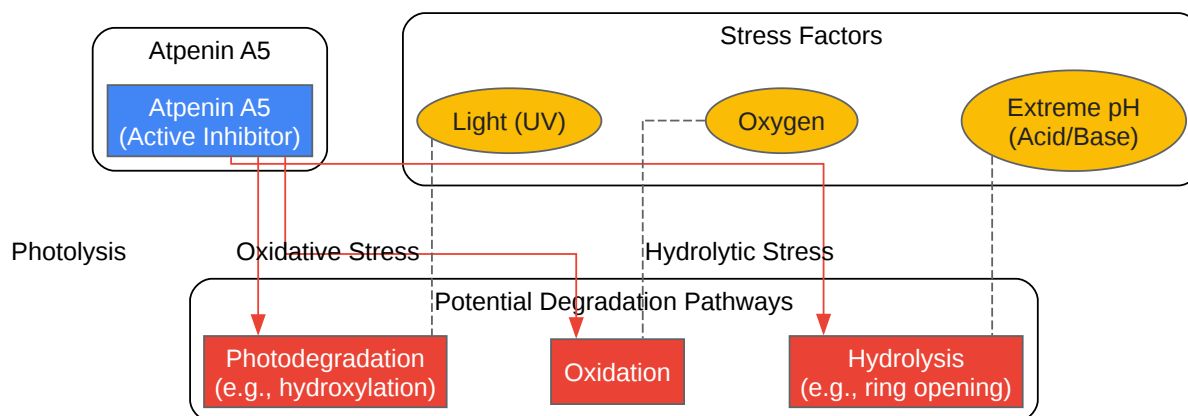 Atpenin A5
Stress Factors
Atpenin A5
(Active Inhibitor)
Light (UV)
Oxygen
Extreme pH
(Acid/Base)
Photolysis
Oxidative Stress
Hydrolytic Stress
Potential Degradation Pathways
Photodegradation
(e.g., hydroxylation)
Oxidation
Hydrolysis
(e.g., ring opening)